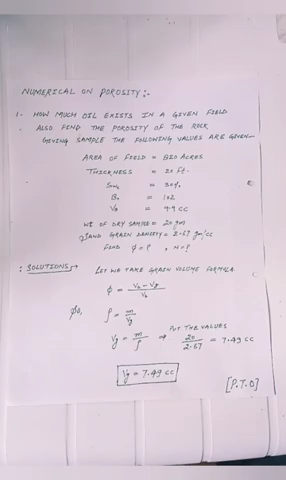 NUMERICAL ON POROSITY:-
1- HOW MUCH OIL EXISTS IN A GEVEN FIELD
. ALSO FIND THE POROSITY OF THE ROCK
GIVING SAMPLE THE FOLLOWING VALUES ARE GEVEN-
AREA OF FIELD = 820 ACRES
THICKNESS = 20 ft.
= 30%
Bo = 1.02
Vb = 9.9 cc
Wt OF DRY SAMPLE = 20 gm
SAND GRAIN DENSITY = 2.67 gm/cc
FIND ϕ = ? , N = ?
: SOLUTIONS → LET WE TAKE GRAIN VOLUME FORMULA.
ϕ = Vb - Vg / Vb
So, ρ = m / Vg
Vg = m / ρ ⇒ PUT THE VALUES 20 / 2.67 = 7.49 CC
Vg = 7.49 CC
[P.T.O]